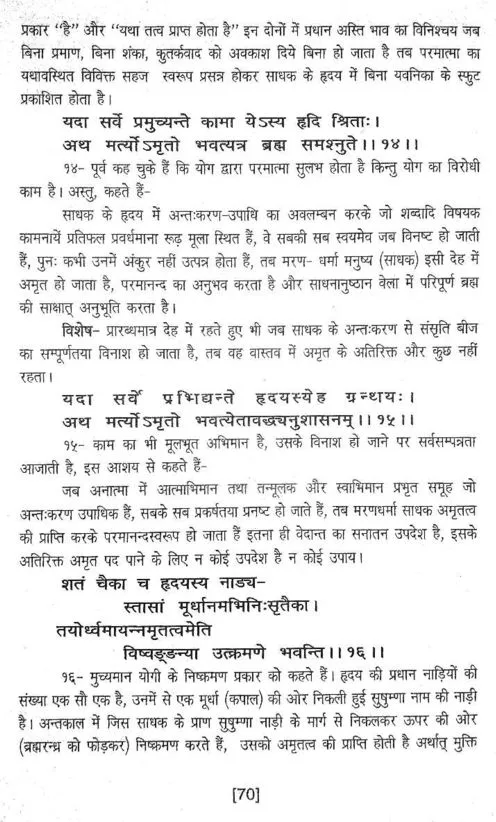 प्रकार "है" और "यथा तत्व प्राप्त होता है" इन दोनों में प्रधान अस्ति भाव का विनिश्चय जब
बिना प्रमाण, बिना शंका, कुतर्कवाद को अवकाश दिये बिना हो जाता है तब परमात्मा का
यथावस्थित विविक्त सहज स्वरूप प्रसन्न होकर साधक के हृदय में बिना यवनिका के स्फुट
प्रकाशित होता है।
यदा सर्वे प्रमुच्यन्ते कामा येऽस्य हृदि श्रिताः।
अथ मर्त्योऽमृतो भवत्यत्र ब्रह्म समश्नुते।।१४।।
१४- पूर्व कह चुके हैं कि योग द्वारा परमात्मा सुलभ होता है किन्तु योग का विरोधी
काम है। अस्तु, कहते हैं-
साधक के हृदय में अन्तःकरण-उपाधि का अवलम्बन करके जो शब्दादि विषयक
कामनायें प्रतिफल प्रवर्धमाना रूढ़ मूला स्थित हैं, वे सबकी सब स्वयमेव जब विनष्ट हो जाती
हैं, पुनः कभी उनमें अंकुर नहीं उत्पन्न होता हैं, तब मरण- धर्मा मनुष्य (साधक) इसी देह में
अमृत हो जाता है, परमानन्द का अनुभव करता है और साधनानुष्ठान वेला में परिपूर्ण ब्रह्म
की साक्षात् अनुभूति करता है।
विशेष- प्रारब्धमात्र देह में रहते हुए भी जब साधक के अन्तःकरण से संसृति बीज
का सम्पूर्णतया विनाश हो जाता है, तब वह वास्तव में अमृत के अतिरिक्त और कुछ नहीं
रहता।
यदा सर्वे प्रभिद्यन्ते हृदयस्येह ग्रन्थयः।
अथ मर्त्योऽमृतो भवत्येतावद्ध्यनुशासनम्।।१५।।
१५- काम का भी मूलभूत अभिमान है, उसके विनाश हो जाने पर सर्वसम्पन्नता
आजाती है, इस आशय से कहते हैं-
जब अनात्मा में आत्माभिमान तथा तन्मूलक और स्वाभिमान प्रभृत समूह जो
अन्तःकरण उपाधिक हैं, सबके सब प्रकर्षतया प्रनष्ट हो जाते हैं, तब मरणधर्मा साधक अमृतत्व
की प्राप्ति करके परमानन्दस्वरूप हो जाता हैं इतना ही वेदान्त का सनातन उपदेश है, इसके
अतिरिक्त अमृत पद पाने के लिए न कोई उपदेश है न कोई उपाय।
शतं चैका च हृदयस्य नाड्य-
स्तासां मूर्धानमभिनिःसृतैका।
तयोर्ध्वमायन्नमृतत्वमेति
विष्वङ्ङन्या उत्क्रमणे भवन्ति।।१६।।
१६- मुच्यमान योगी के निष्क्रमण प्रकार को कहते हैं। हृदय की प्रधान नाड़ियों की
संख्या एक सौ एक है, उनमें से एक मूर्धा (कपाल) की ओर निकली हुई सुषुम्णा नाम की नाड़ी
है। अन्तकाल में जिस साधक के प्राण सुषुम्णा नाड़ी के मार्ग से निकलकर ऊपर की ओर
(ब्रह्मरन्ध्र को फोड़कर) निष्क्रमण करते हैं, उसको अमृतत्व की प्राप्ति होती है अर्थात् मुक्ति
[70]